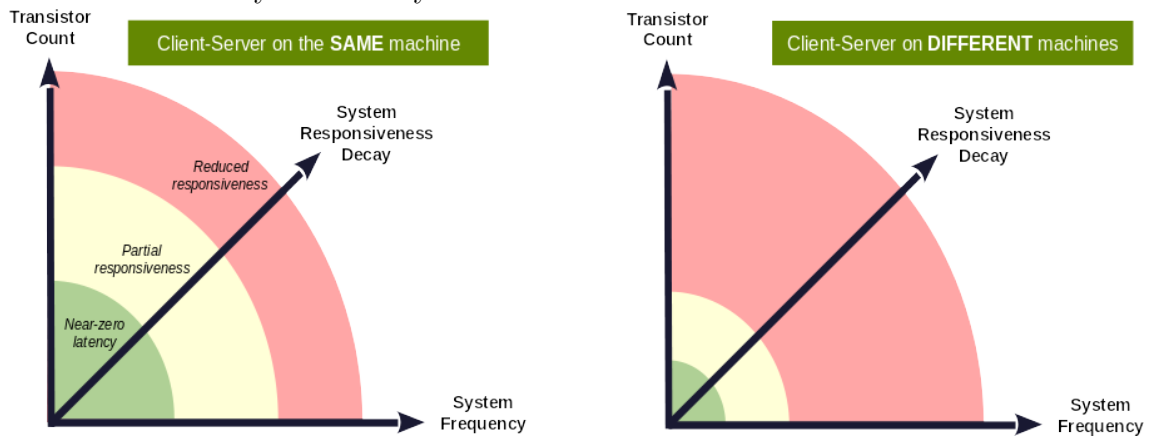 Transistor
Count
Client-Server on the SAME machine
System
Responsiveness
Decay
Reduced
responsiveness
Partial
responsiveness
Near-zero
latency
System
Frequency
Transistor
Count
Client-Server on DIFFERENT machines
System
Responsiveness
Decay
System
Frequency